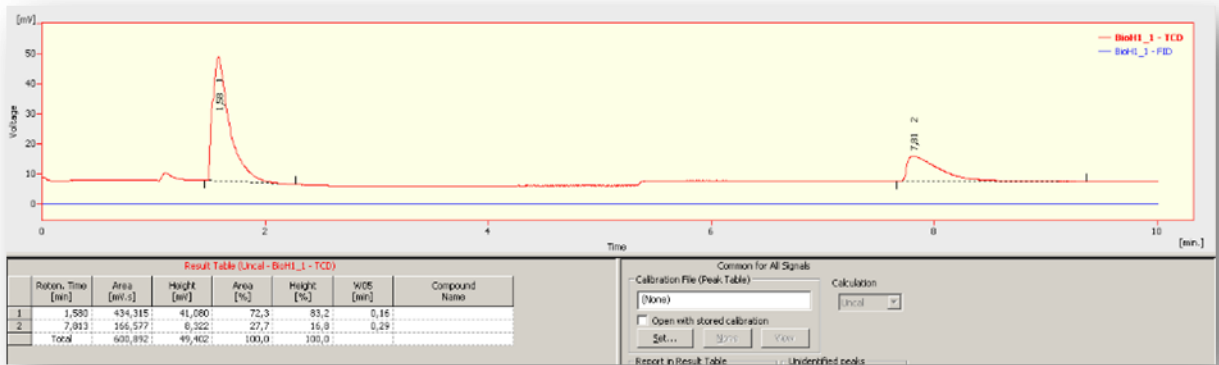 [mV]
BioH1_1 - TCD
BioH1_1 - FID
50
40
30
20
10
0
Voltage
1,58 1
7,81 2
0 2 4 6 8 10
Time
[min.]
Result Table (Uncal - BioH1_1 - TCD)
Reten. Time [min] Area [mV.s] Height [mV] Area [%] Height [%] W05 [min] Compound Name
1 1,580 434,315 41,080 72,3 83,2 0,16
2 7,813 166,577 8,322 27,7 16,8 0,29
Total 600,892 49,402 100,0 100,0
Common for All Signals
Calibration File (Peak Table)
(None)
Open with stored calibration
Set... None View
Calculation
Uncal
Report in Result Table
Unidentified peaks